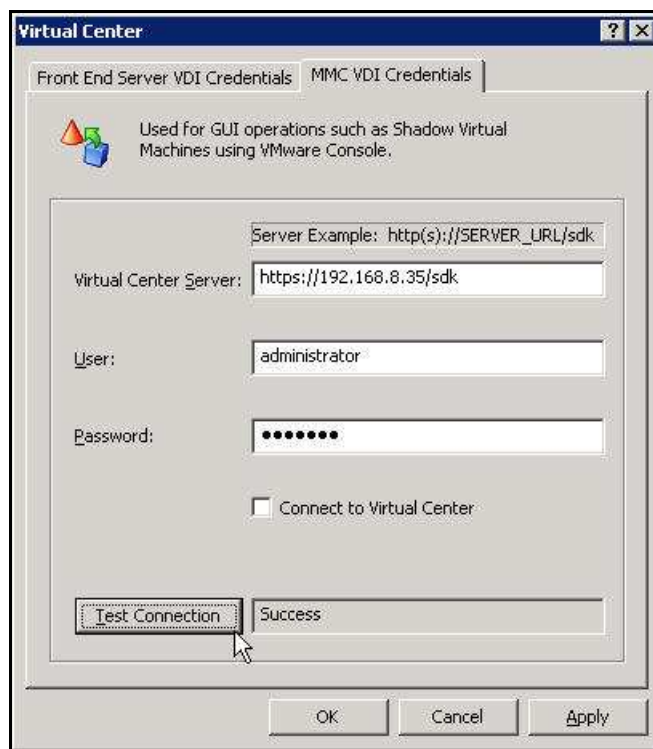 Virtual Center
Front End Server VDI Credentials
MMC VDI Credentials
Used for GUI operations such as Shadow Virtual
Machines using VMware Console.
Server Example: http(s)://SERVER_URL/sdk
Virtual Center Server:
https://192.168.8.35/sdk
User:
administrator
Password:
●●●●●●●
Connect to Virtual Center
Test Connection
Success
OK
Cancel
Apply